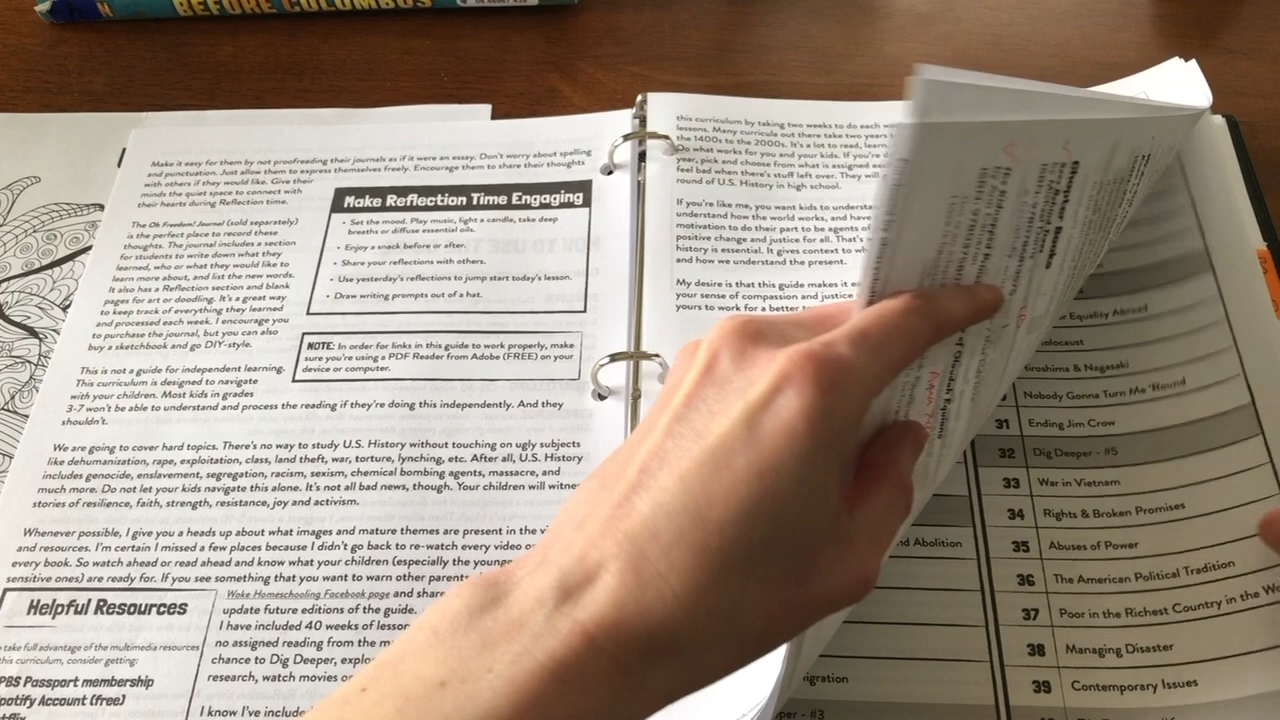 BEFORE COLUMBUS
Make it easy for them by not proofreading their journals as if it were an essay. Don't worry about spelling
and punctuation. Just allow them to express themselves freely. Encourage them to share their thoughts
with others if they would like. Give their
minds the quiet space to connect with
their hearts during Reflection time.
The Oh Freedom! Journal (sold separately)
is the perfect place to record these
thoughts. The journal includes a section
for students to write down what they
learned, who or what they would like to
learn more about, and list the new words.
It also has a Reflection section and blank
pages for art or doodling. It's a great way
to keep track of everything they learned
and processed each week. I encourage you
to purchase the journal, but you can also
buy a sketchbook and go DIY-style.
Make Reflection Time Engaging
• Set the mood. Play music, light a candle, take deep
breaths or diffuse essential oils.
• Enjoy a snack before or after.
• Share your reflections with others.
• Use yesterday's reflections to jump start today's lesson.
• Draw writing prompts out of a hat.
NOTE: In order for links in this guide to work properly, make
sure you're using a PDF Reader from Adobe (FREE) on your
device or computer.
This is not a guide for independent learning.
This curriculum is designed to navigate
with your children. Most kids in grades
3-7 won't be able to understand and process the reading if they're doing this independently. And they
shouldn't.
We are going to cover hard topics. There's no way to study U.S. History without touching on ugly subjects
like dehumanization, rape, exploitation, class, land theft, war, torture, lynching, etc. After all, U.S. History
includes genocide, enslavement, segregation, racism, sexism, chemical bombing agents, massacre, and
much more. Do not let your kids navigate this alone. It's not all bad news, though. Your children will witne
stories of resilience, faith, strength, resistance, joy and activism.
Whenever possible, I give you a heads up about what images and mature themes are present in the vi
and resources. I'm certain I missed a few places because I didn't go back to re-watch every video o
every book. So watch ahead or read ahead and know what your children (especially the younge
sensitive ones) are ready for. If you see something that you want to warn other parents
Woke Homeschooling Facebook page and share
update future editions of the guide.
I have included 40 weeks of lesson
no assigned reading from the m
chance to Dig Deeper, explo
research, watch movies o
I know I've include
Helpful Resources
take full advantage of the multimedia resources
this curriculum, consider getting:
PBS Passport membership
potify Account (free)
this curriculum by taking two weeks to do each w
lessons. Many curricula out there take two years
the 1400s to the 2000s. It's a lot to read, learn
Do what works for you and your kids. If you're d
year, pick and choose from what is assigned eac
feel bad when there's stuff left over. They will
round of U.S. History in high school.
If you're like me, you want kids to understa
understand how the world works, and have
motivation to do their part to be agents of
positive change and justice for all. That's
history is essential. It gives context to wh
and how we understand the present.
My desire is that this guide makes it ea
your sense of compassion and justice
yours to work for a better
Chapter Books
r Equality Abroad
olocaust
iroshima & Nagasaki
Nobody Gonna Turn Me 'Round
31 Ending Jim Crow
32 Dig Deeper - #5
33 War in Vietnam
34 Rights & Broken Promises
nd Abolition
35 Abuses of Power
36 The American Political Tradition
37 Poor in the Richest Country in the Wo
38 Managing Disaster
39 Contemporary Issues
igration
per - #3